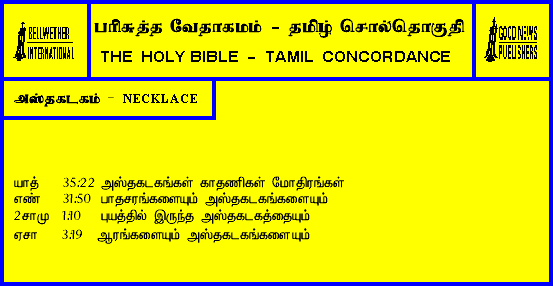 BELLWETHER
INTERNATIONAL
பரிசுத்த வேதாகமம் - தமிழ் சொல்தொகுதி
THE HOLY BIBLE - TAMIL CONCORDANCE
GOOD NEWS
PUBLISHERS
அஸ்தகடகம் - NECKLACE
யாத் 35:22 அஸ்தகடகங்கள் காதணிகள் மோதிரங்கள்
எண் 31:50 பாதசரங்களையும் அஸ்தகடகங்களையும்
2சாமு 1:10 புயத்தில் இருந்த அஸ்தகடகத்தையும்
ஏசா 3:19 ஆரங்களையும் அஸ்தகடகங்களையும்